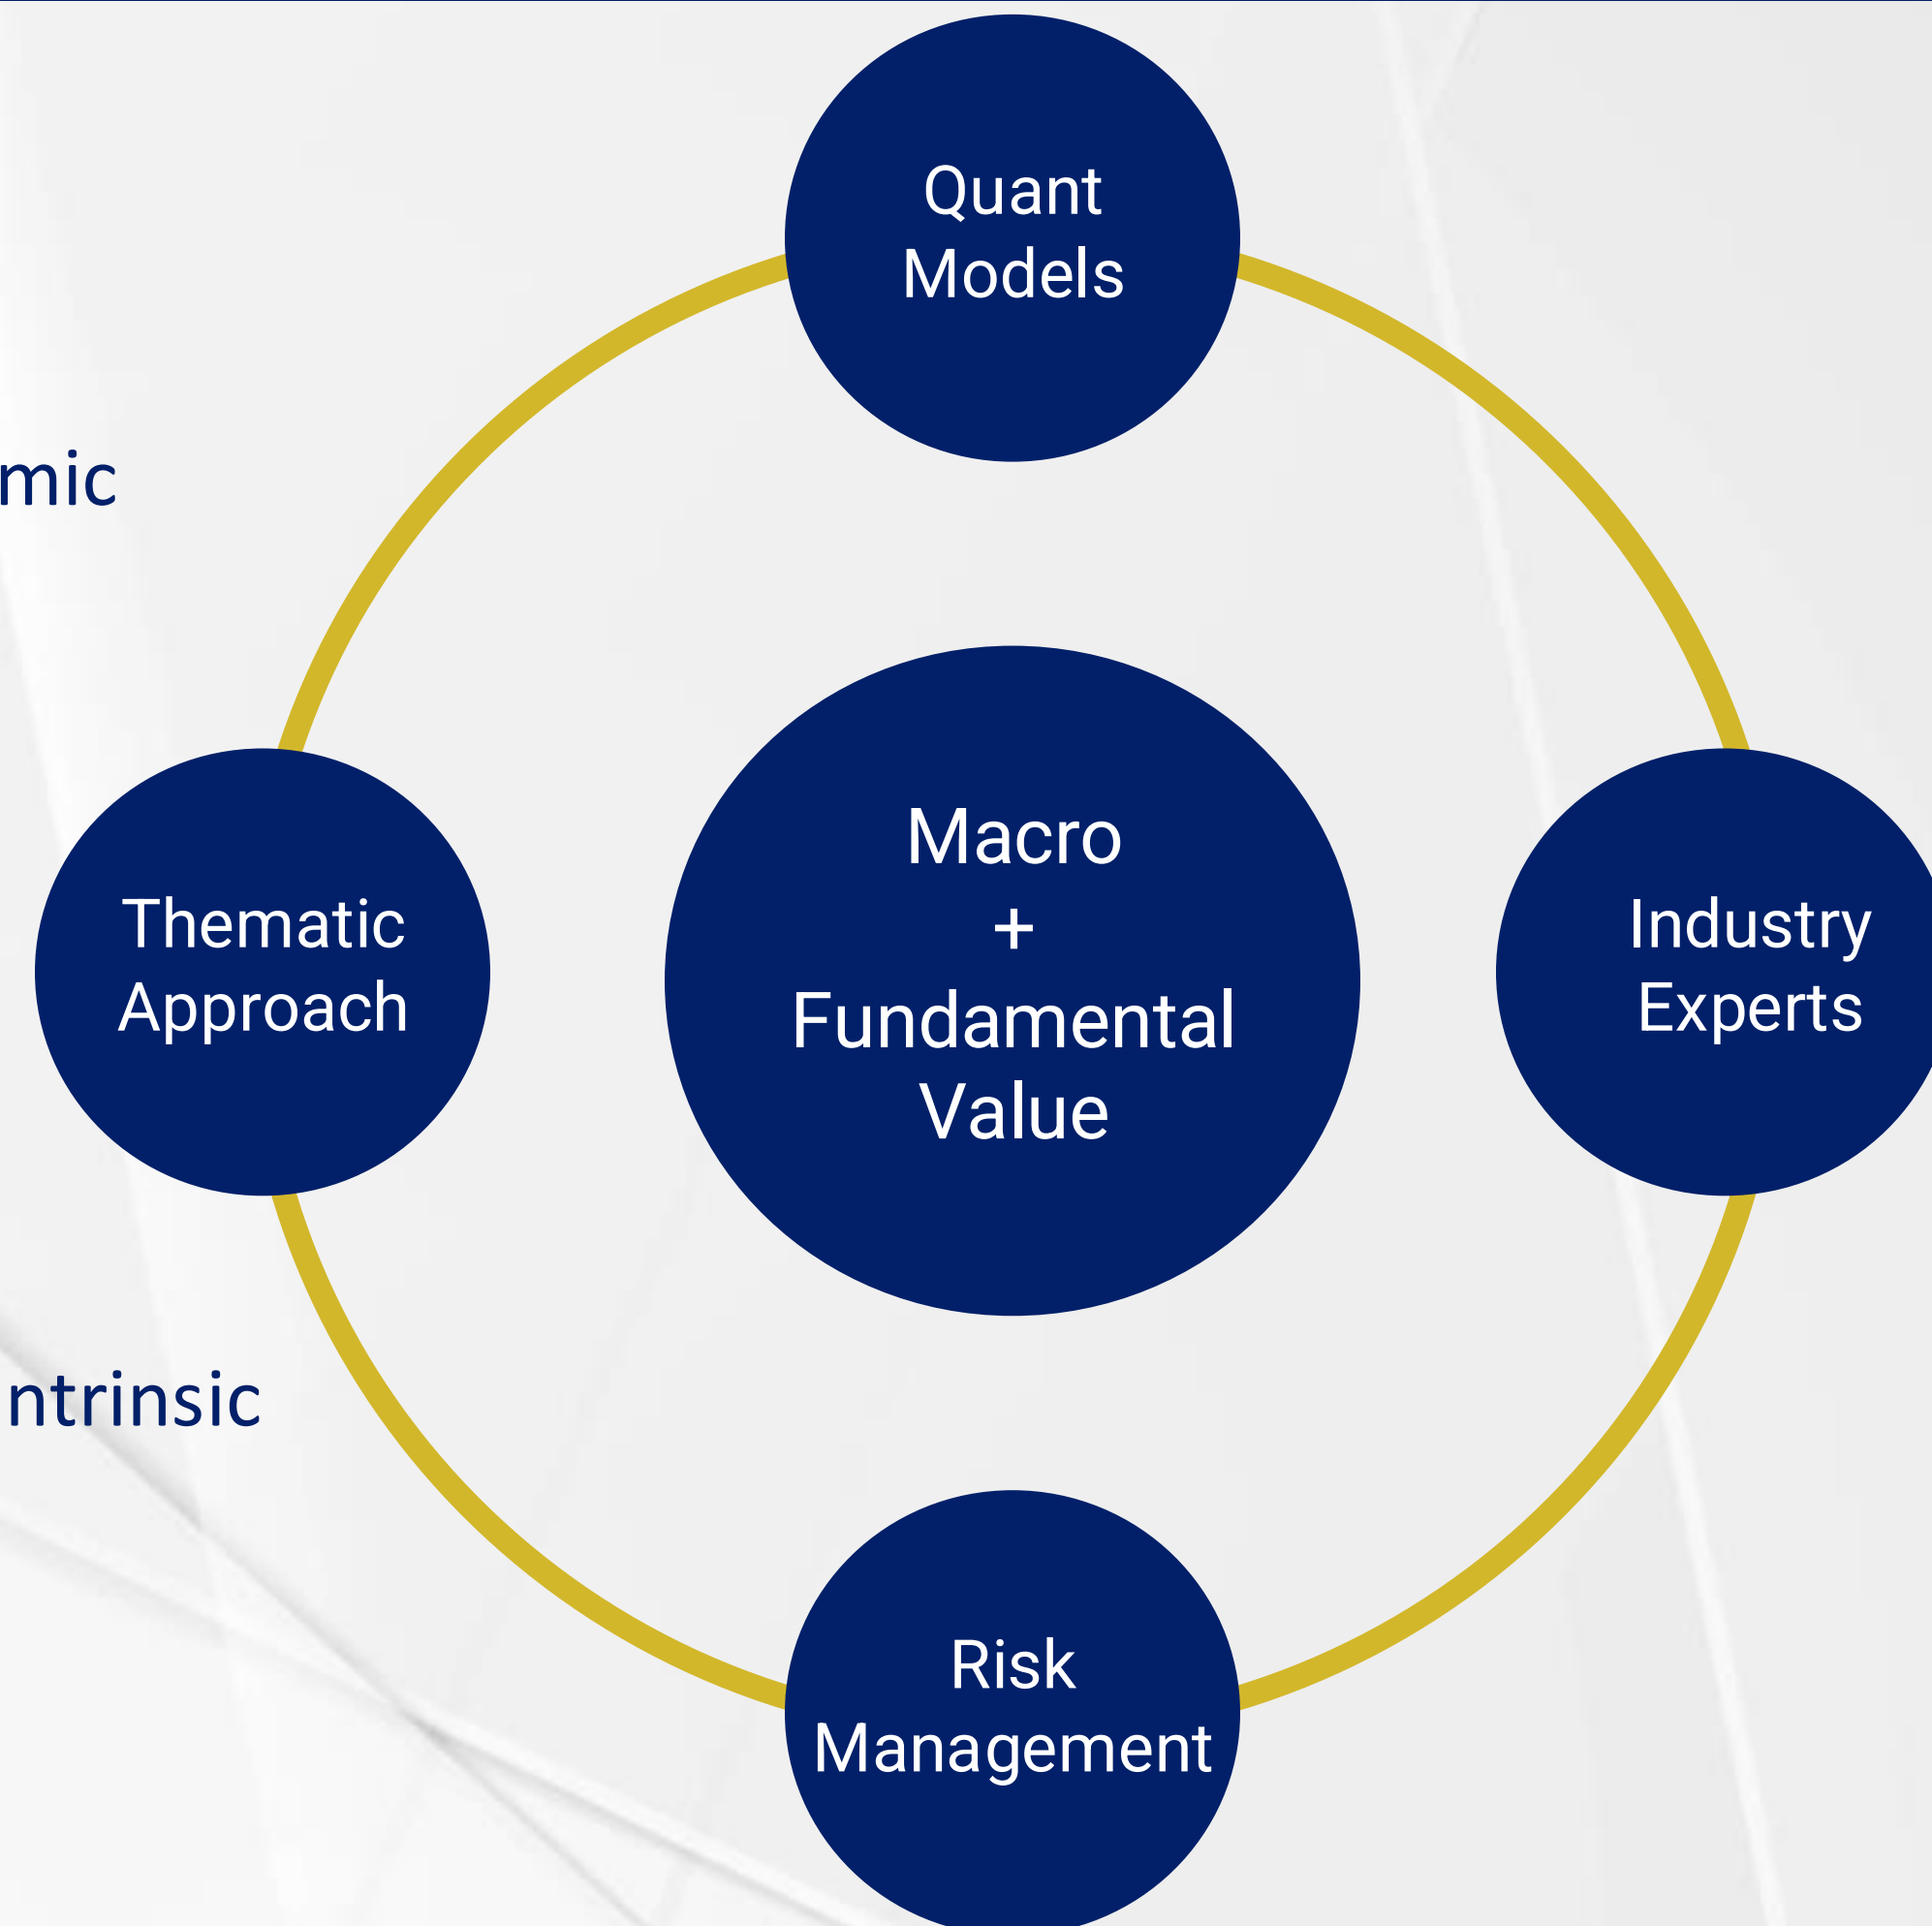 Quant
Models
mic
Thematic
Approach
Macro
+
Fundamental
Value
Industry
Experts
ntrinsic
Risk
Management